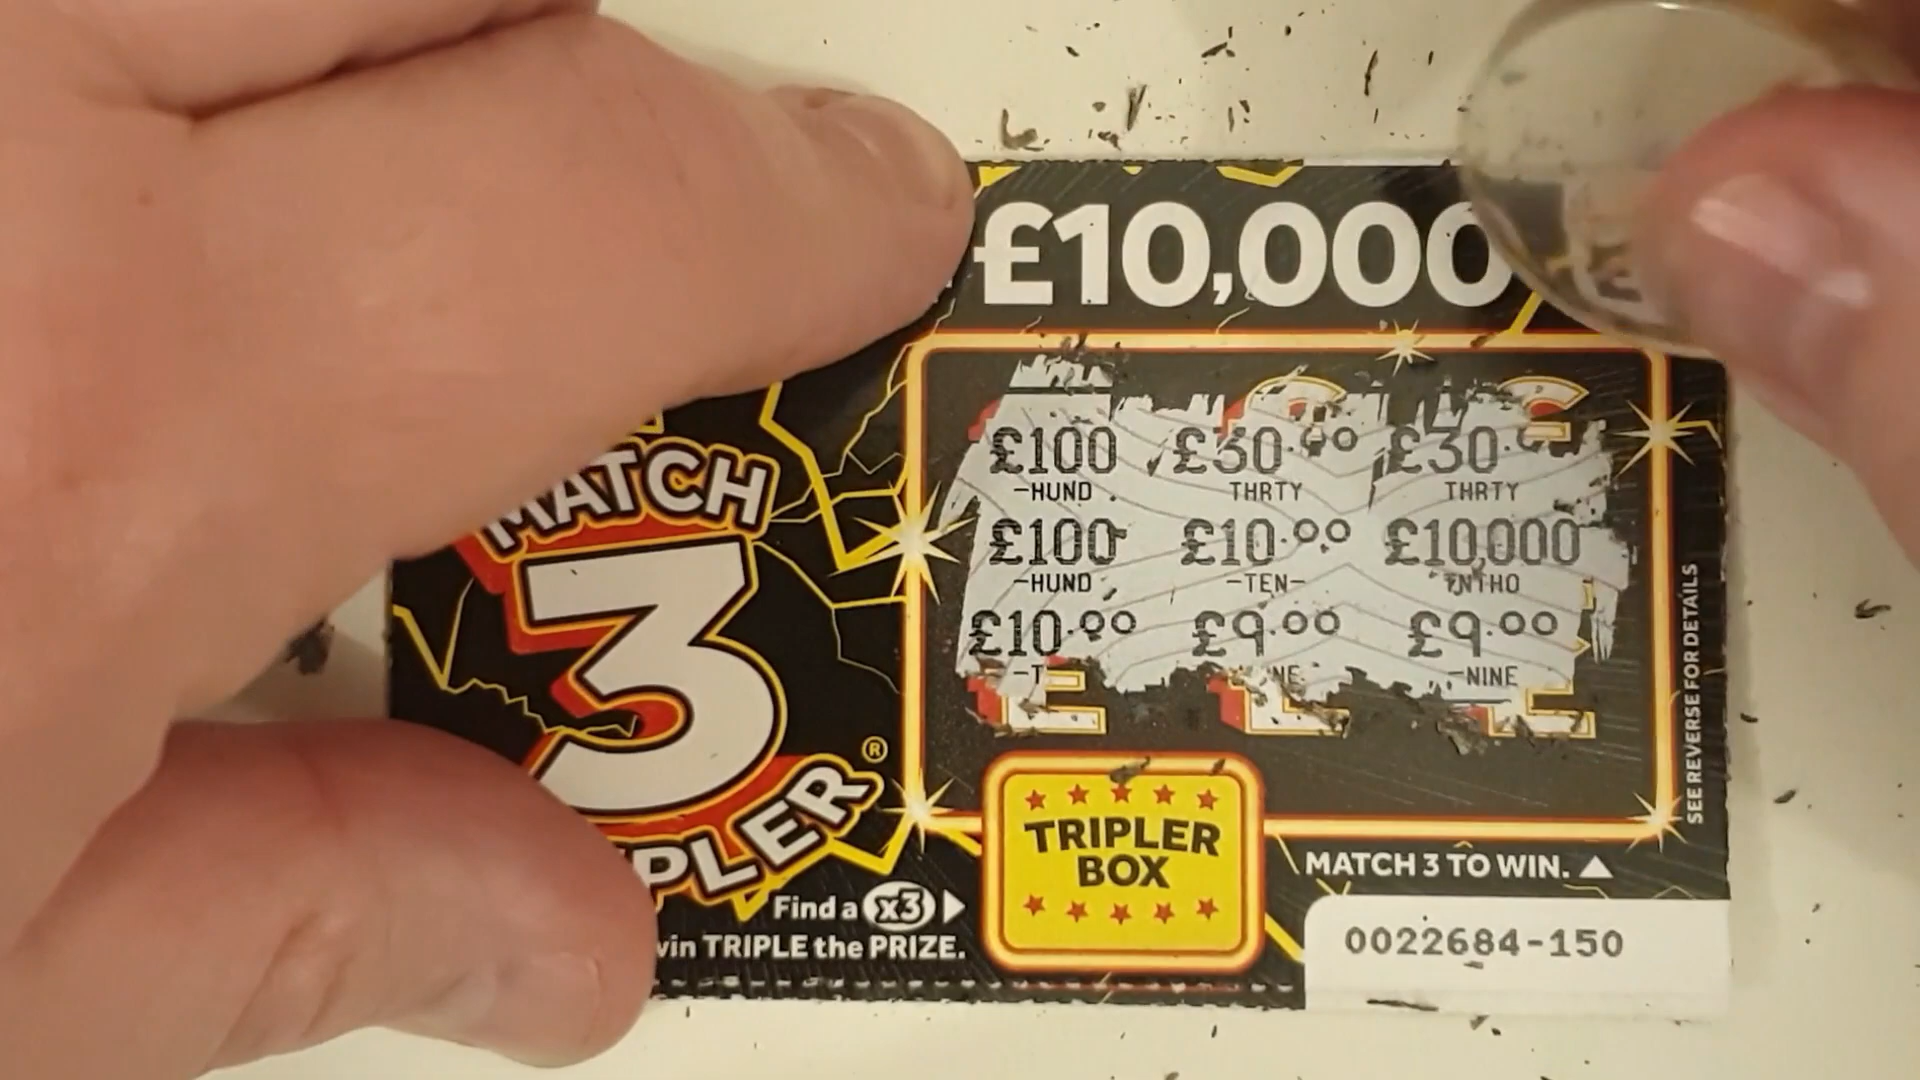 £10,000
£100 £30.00 £30.
-HUND THRTY THRTY
£100 £10.00 £10,000
-HUND -TEN- TNTHO
£10.00 £9.00 £9.00
-T NE -NINE
MATCH
3
PLER®
TRIPLER
BOX
MATCH 3 TO WIN. ▲
Find a x3 ▶
win TRIPLE the PRIZE.
0022684-150
SEE REVERSE FOR DETAILS